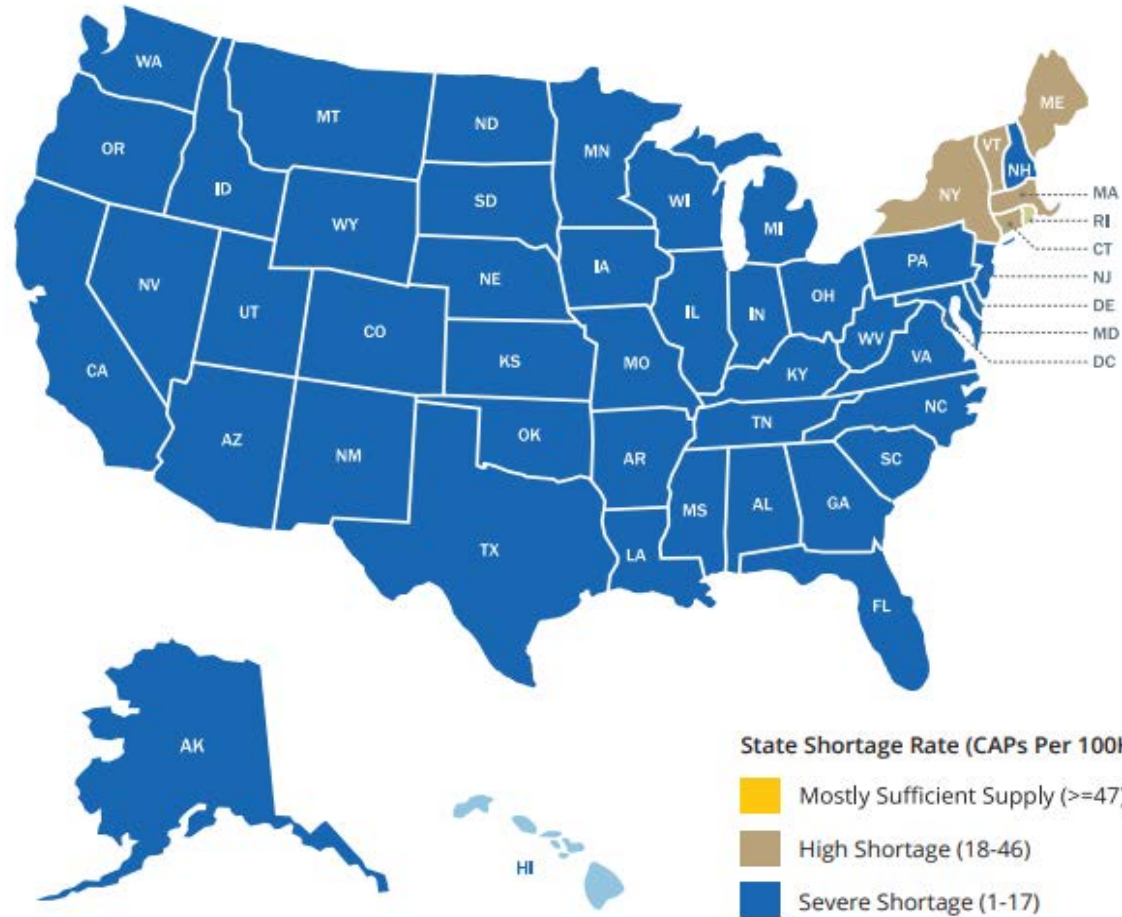 WA
MT
ND
MN
ME
VT
NH
OR
ID
SD
WI
MI
NY
MA
RI
WY
CT
PA
NJ
IA
NE
NV
UT
CO
IL
IN
OH
DE
MD
WV
VA
DC
CA
KS
MO
KY
NC
TN
AZ
NM
OK
AR
SC
MS
AL
GA
TX
LA
FL
AK
HI
State Shortage Rate (CAPs Per 100
Mostly Sufficient Supply (>=47)
High Shortage (18-46)
Severe Shortage (1-17)